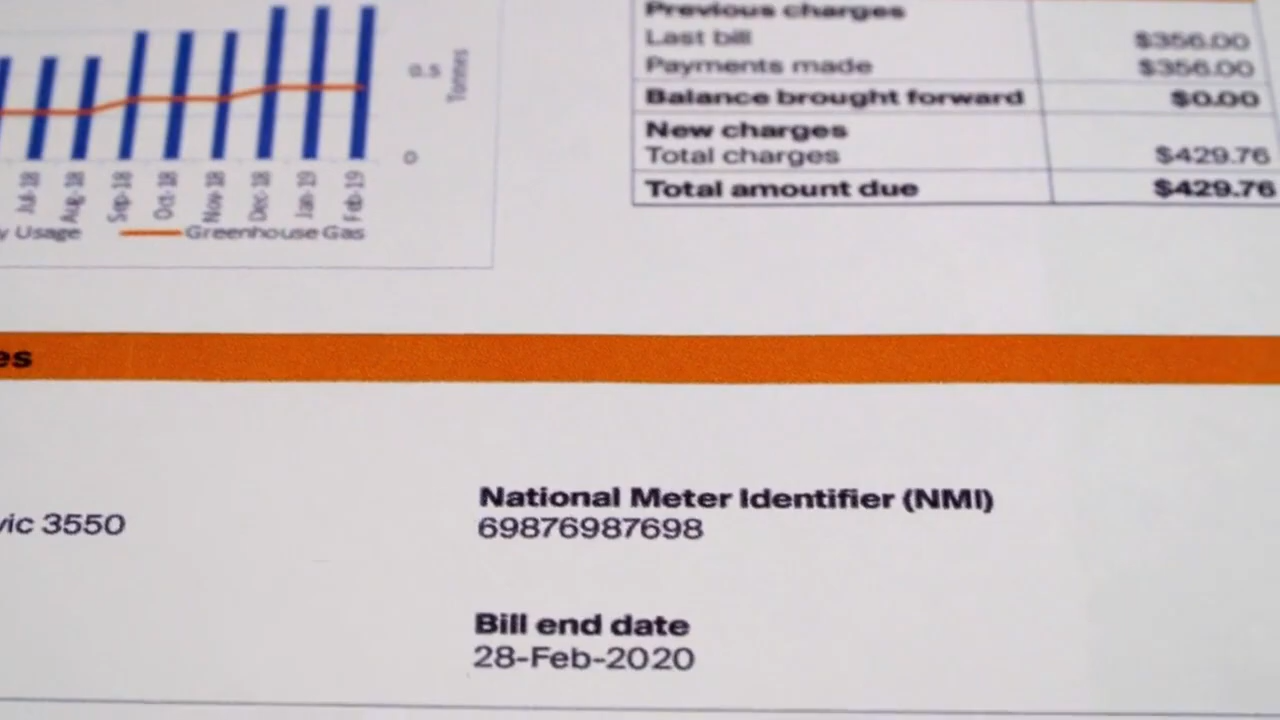 0.5
Tonnes
0
Jul-18
Aug-18
Sep-18
Oct-18
Nov-18
Dec-18
Jan-19
Feb-19
y Usage
Greenhouse Gas
Previous charges
Last bill $356.00
Payments made $356.00
Balance brought forward $0.00
New charges
Total charges $429.76
Total amount due $429.76
es
vic 3550
National Meter Identifier (NMI)
69876987698
Bill end date
28-Feb-2020